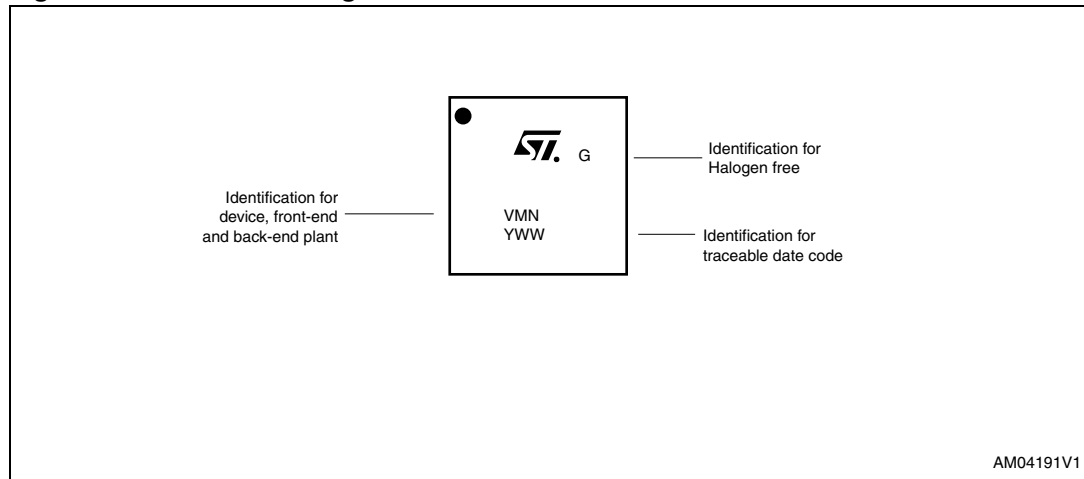 ST. G
Identification for
Halogen free
Identification for
device, front-end
and back-end plant
VMN
YWW
Identification for
traceable date code
AM04191V1